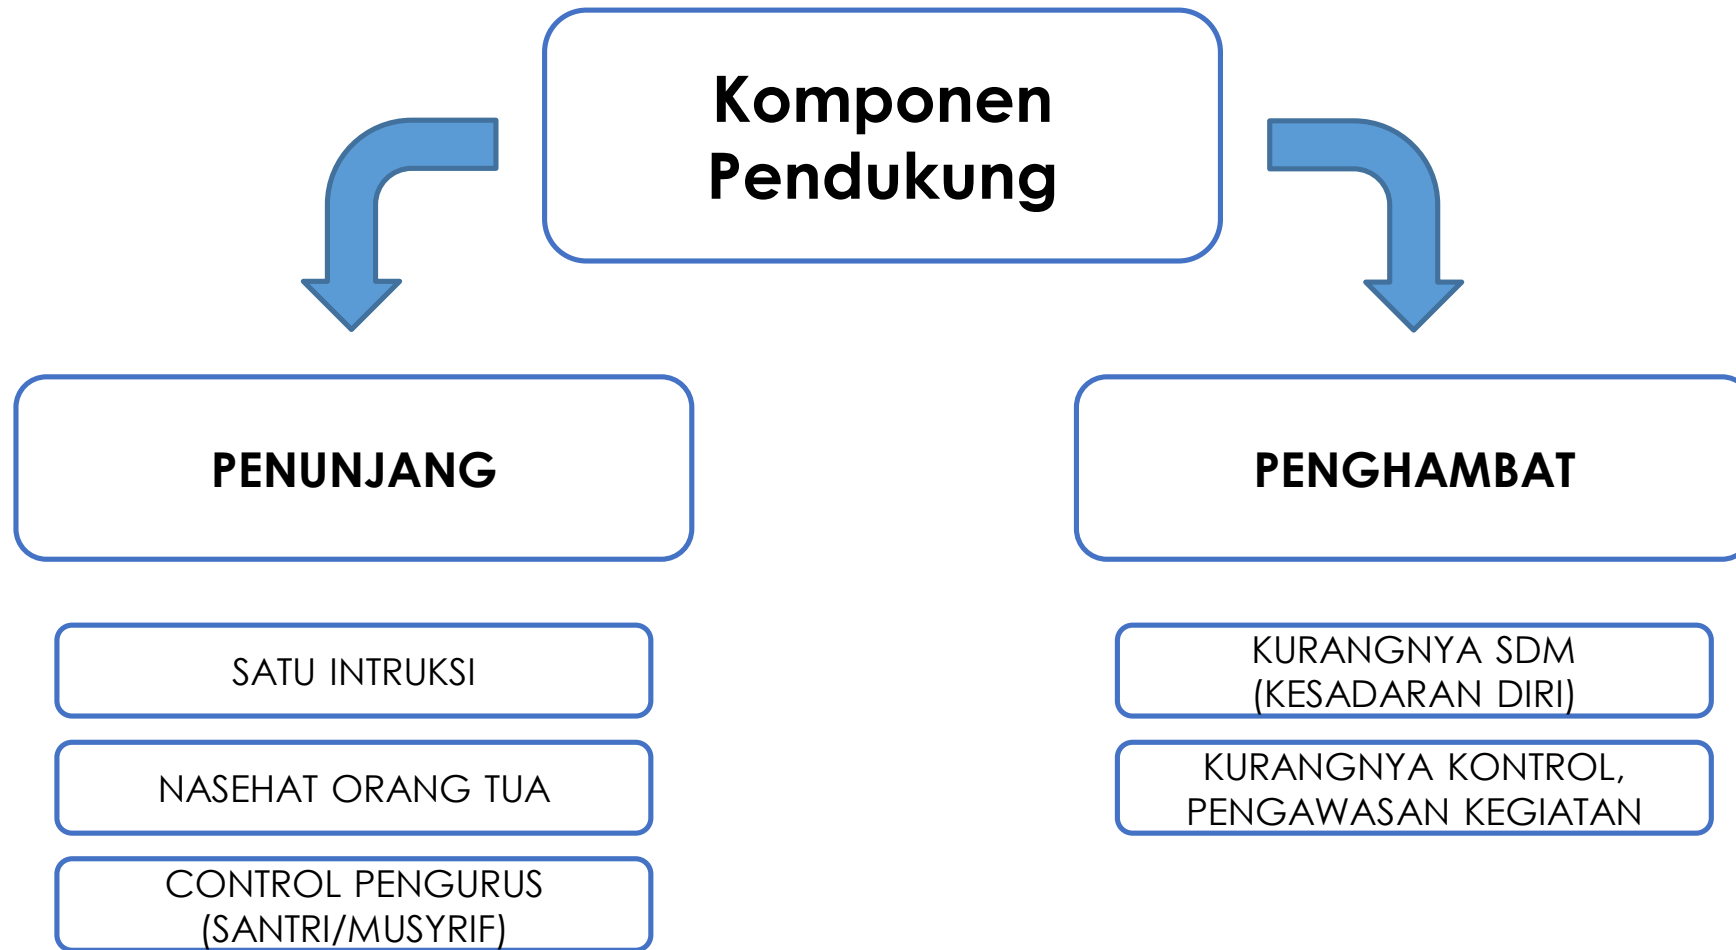 Komponen
Pendukung
PENUNJANG
SATU INTRUKSI
NASEHAT ORANG TUA
CONTROL PENGURUS
(SANTRI/MUSYRIF)
PENGHAMBAT
KURANGNYA SDM
(KESADARAN DIRI)
KURANGNYA KONTROL,
PENGAWASAN KEGIATAN